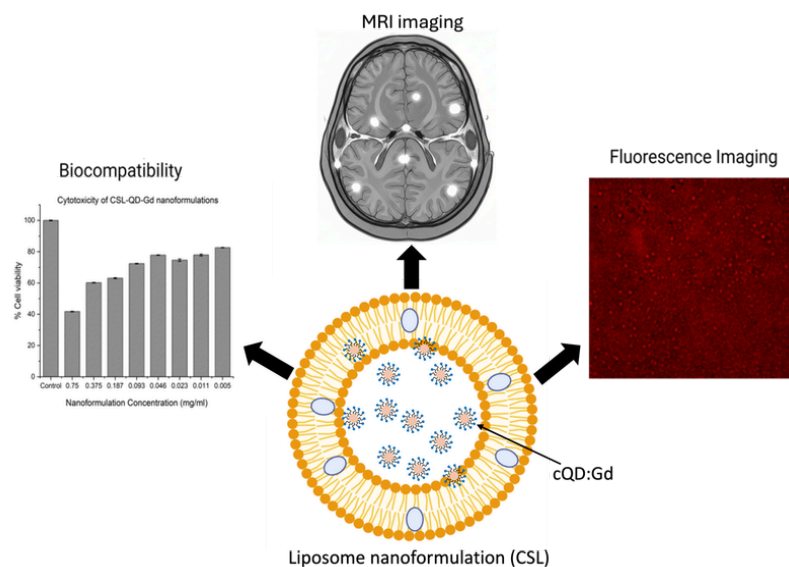 MRI imaging
Biocompatibility
Cytotoxicity of CSL-QD-Gd nanoformulations
% Cell viability
100
80
60
40
20
0
Control 0.75 0.375 0.187 0.093 0.046 0.023 0.011 0.005
Nanoformulation Concentration (mg/ml)
Fluorescence Imaging
cQD:Gd
Liposome nanoformulation (CSL)